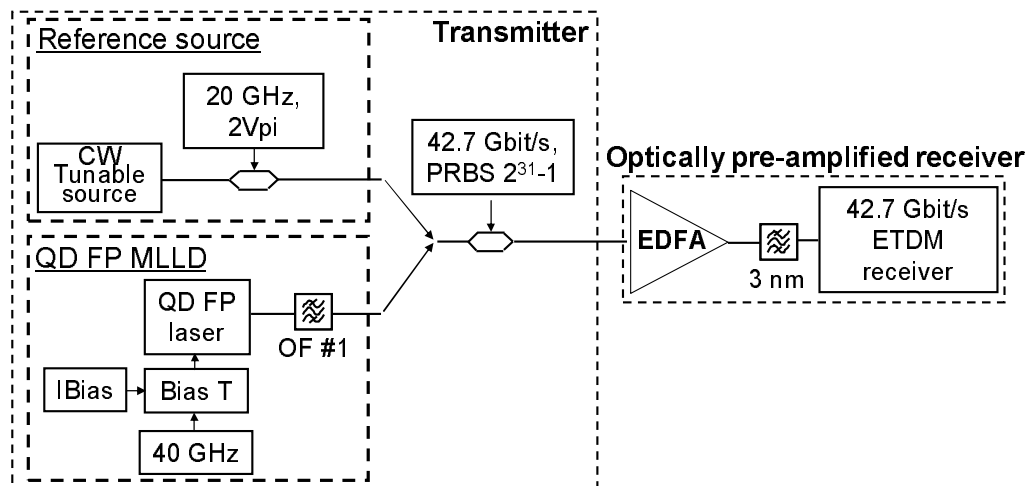 Reference source
Transmitter
20 GHz,
2Vpi
CW
Tunable
source
42.7 Gbit/s,
PRBS 2³¹-1
Optically pre-amplified receiver
EDFA
3 nm
42.7 Gbit/s
ETDM
receiver
QD FP MLLD
QD FP
laser
OF #1
IBias
Bias T
40 GHz